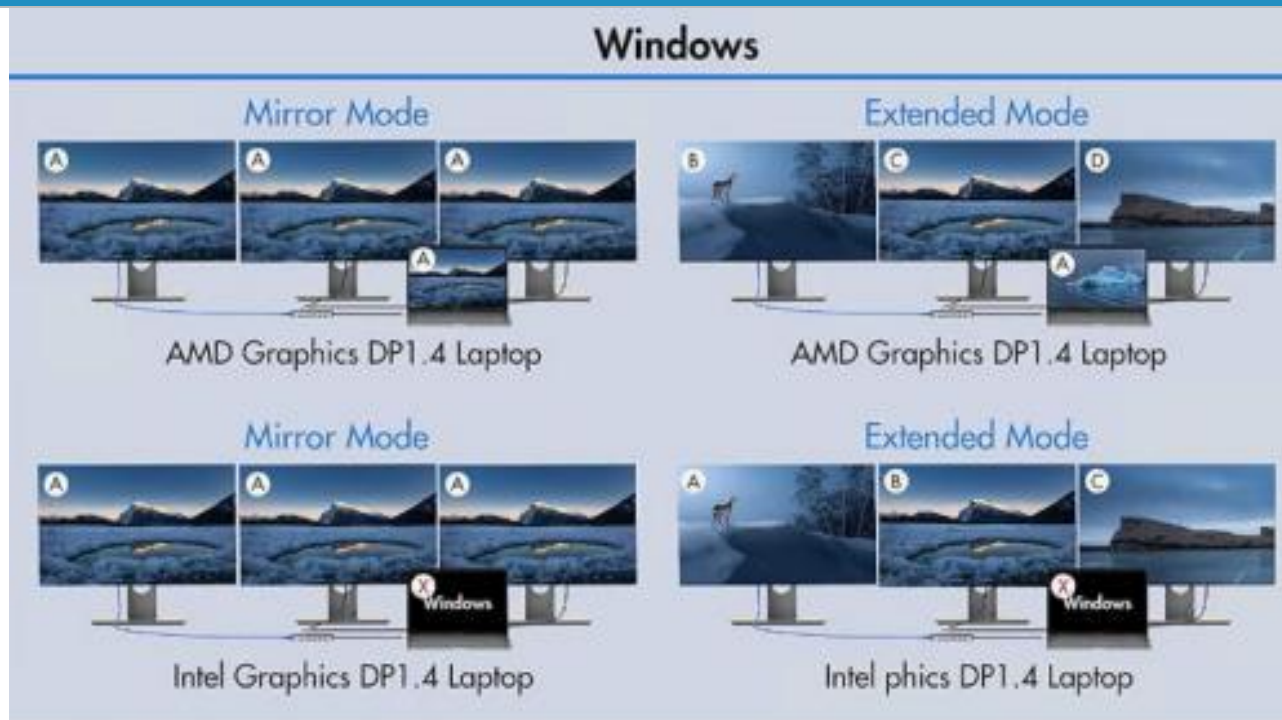 Windows
Mirror Mode
Extended Mode
A
A
A
A
B
C
D
A
AMD Graphics DP1.4 Laptop
AMD Graphics DP1.4 Laptop
Mirror Mode
Extended Mode
A
A
A
X
Windows
A
B
C
X
Windows
Intel Graphics DP1.4 Laptop
Intel phics DP1.4 Laptop